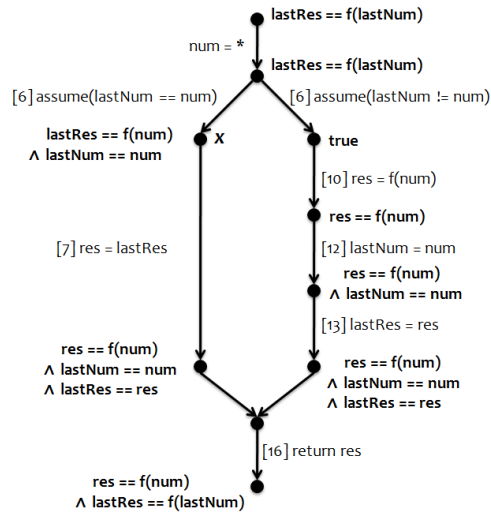 lastRes == f(lastNum)
num = *
lastRes == f(lastNum)
[6] assume(lastNum == num)
[6] assume(lastNum != num)
lastRes == f(num)
∧ lastNum == num
x
true
[10] res = f(num)
res == f(num)
[7] res = lastRes
[12] lastNum = num
res == f(num)
∧ lastNum == num
[13] lastRes = res
res == f(num)
∧ lastNum == num
∧ lastRes == res
res == f(num)
∧ lastNum == num
∧ lastRes == res
[16] return res
res == f(num)
∧ lastRes == f(lastNum)